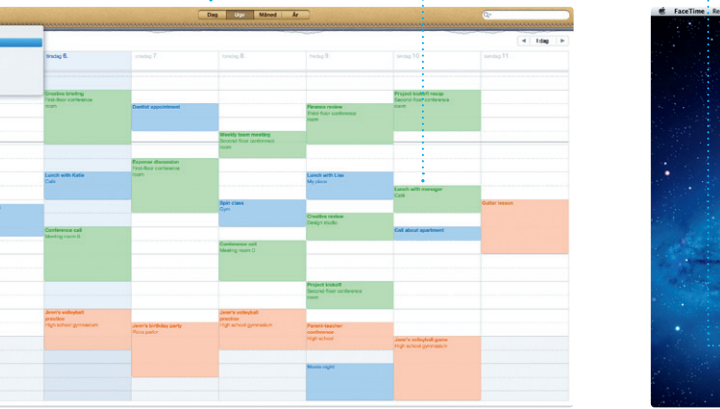 Dag Uge Måned År
FaceTime
I dag
tirsdag 6.
onsdag 7.
torsdag 8.
fredag 9.
lørdag 10.
søndag 11.
Creative briefing
First-floor conference
room
Dentist appointment
Weekly team meeting
Second-floor conference
room
Finance review
Third-floor conference
room
Project kickoff recap
Second-floor conference
room
Lunch with Katie
Café
Expense discussion
First-floor conference
room
Spin class
Gym
Lunch with Lisa
My place
Lunch with manager
Café
Guitar lesson
Conference call
Meeting room B
Conference call
Meeting room D
Creative review
Design studio
Call about apartment
Project kickoff
Second-floor conference
room
Jenn's volleyball
practice
High school gymnasium
Jenn's birthday party
Pizza parlor
Jenn's volleyball
practice
High school gymnasium
Parent-teacher
conference
High school
Jenn's volleyball game
High school gymnasium
Movie night